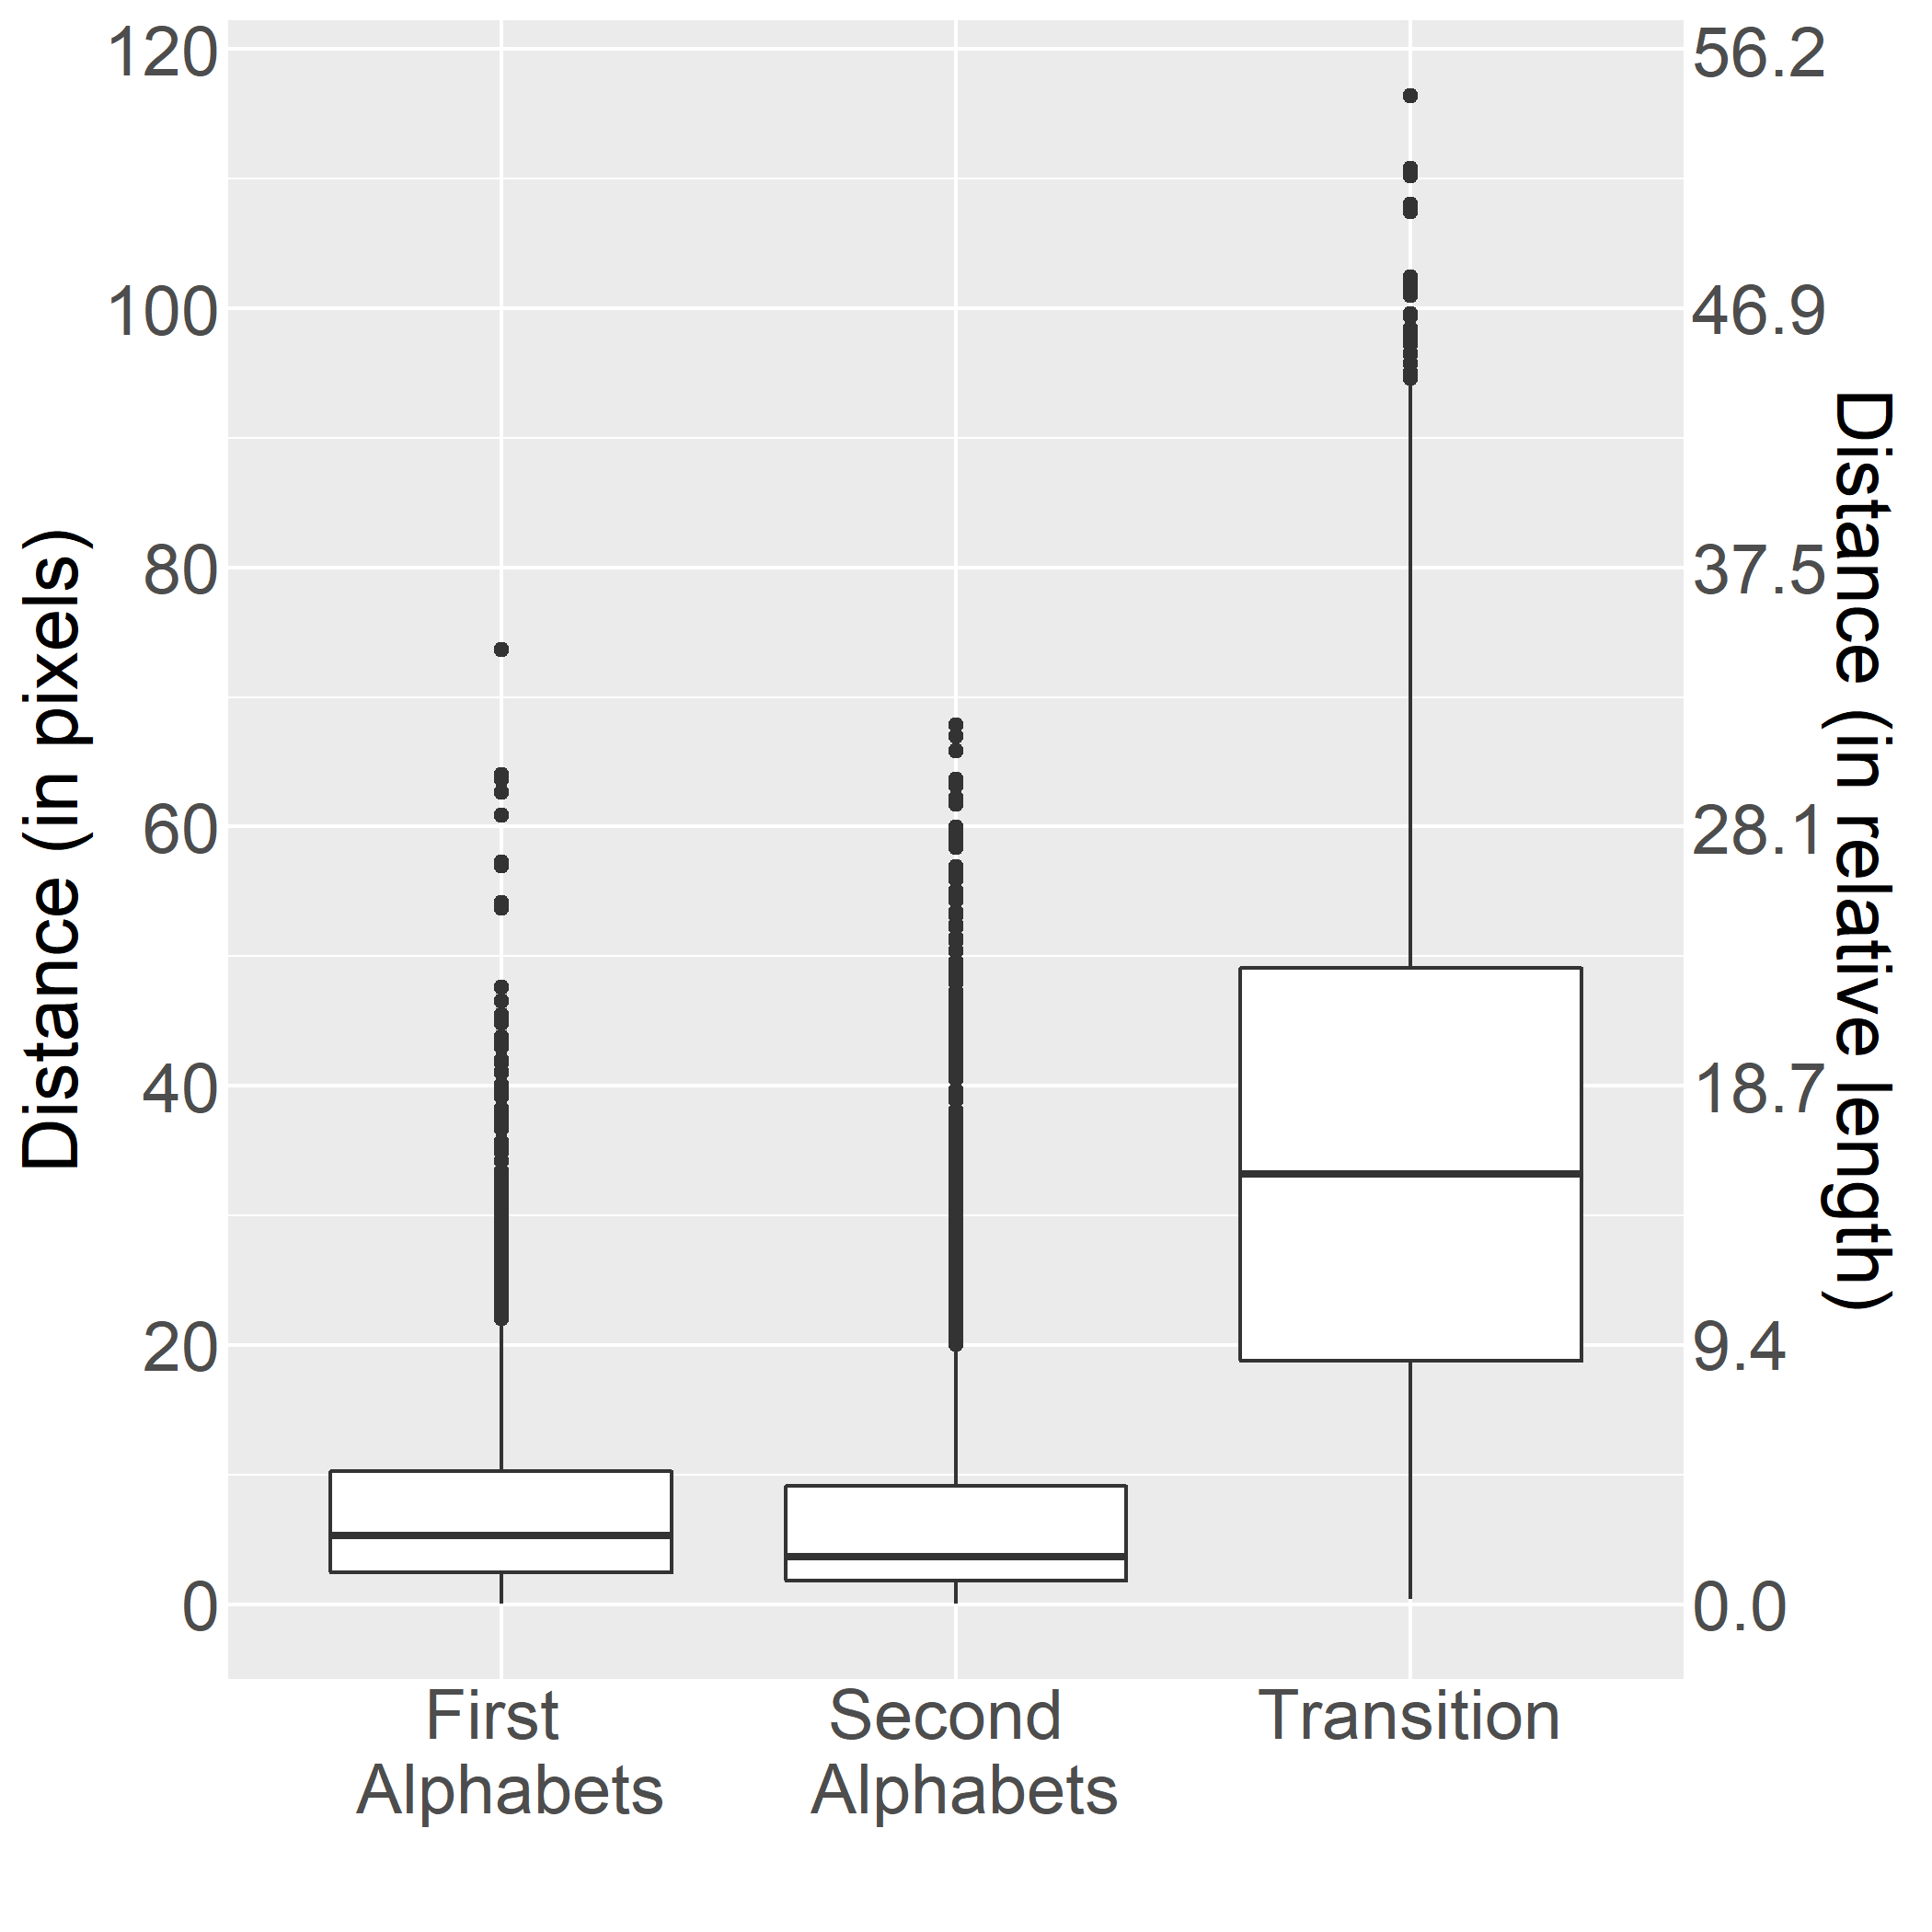 Distance (in pixels)
120
100
80
60
40
20
0
56.2
46.9
37.5
28.1
18.7
9.4
0.0
Distance (in relative length)
First
Alphabets
Second
Alphabets
Transition